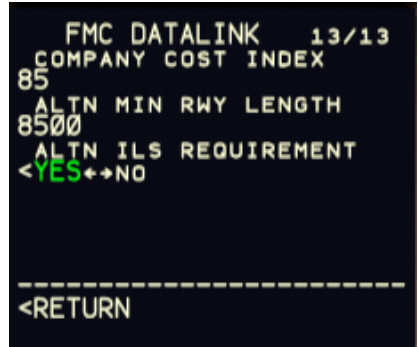 FMC DATALINK 13/13
COMPANY COST INDEX
85
ALTN MIN RWY LENGTH
8500
ALTN ILS REQUIREMENT
<YES←→NO
------------------------
<RETURN